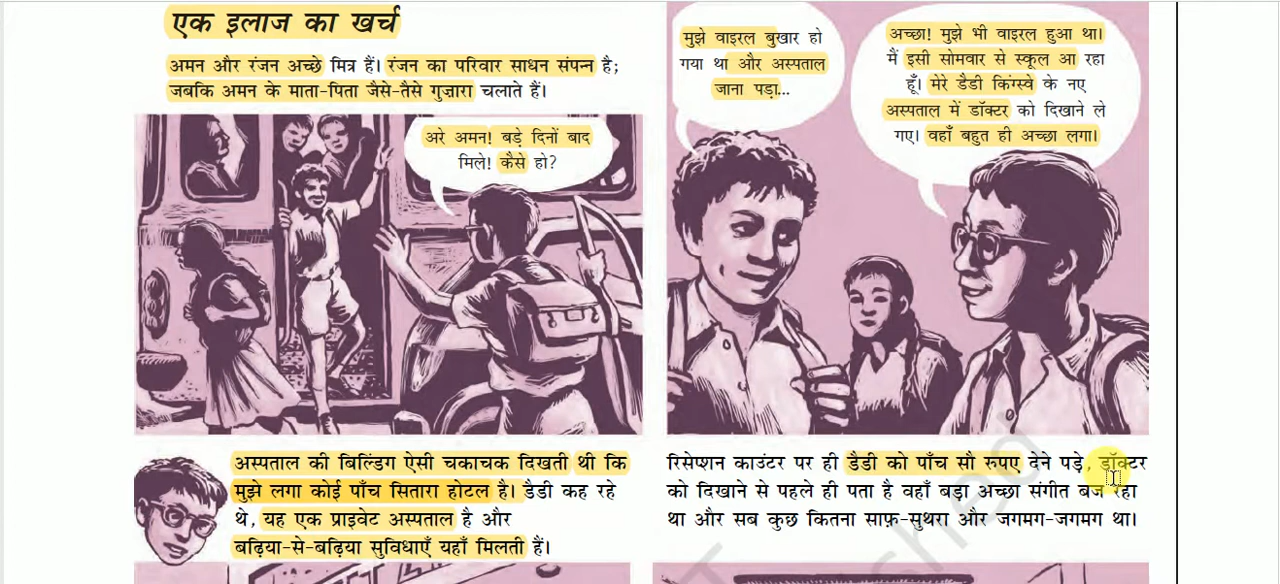 एक इलाज का खर्च
अमन और रंजन अच्छे मित्र हैं। रंजन का परिवार साधन संपन्न है;
जबकि अमन के माता-पिता जैसे-तैसे गुज़ारा चलाते हैं।
अरे अमन! बड़े दिनों बाद
मिले! कैसे हो?
मुझे वाइरल बुखार हो
गया था और अस्पताल
जाना पड़ा...
अच्छा! मुझे भी वाइरल हुआ था।
मैं इसी सोमवार से स्कूल आ रहा
हूँ। मेरे डैडी किंग्स्वे के नए
अस्पताल में डॉक्टर को दिखाने ले
गए। वहाँ बहुत ही अच्छा लगा।
अस्पताल की बिल्डिंग ऐसी चकाचक दिखती थी कि
मुझे लगा कोई पाँच सितारा होटल है। डैडी कह रहे
थे, यह एक प्राइवेट अस्पताल है और
बढ़िया-से-बढ़िया सुविधाएँ यहाँ मिलती हैं।
रिसेप्शन काउंटर पर ही डैडी को पाँच सौ रुपए देने पड़े, डॉक्टर
को दिखाने से पहले ही पता है वहाँ बड़ा अच्छा संगीत बज रहा
था और सब कुछ कितना साफ़-सुथरा और जगमग-जगमग था।